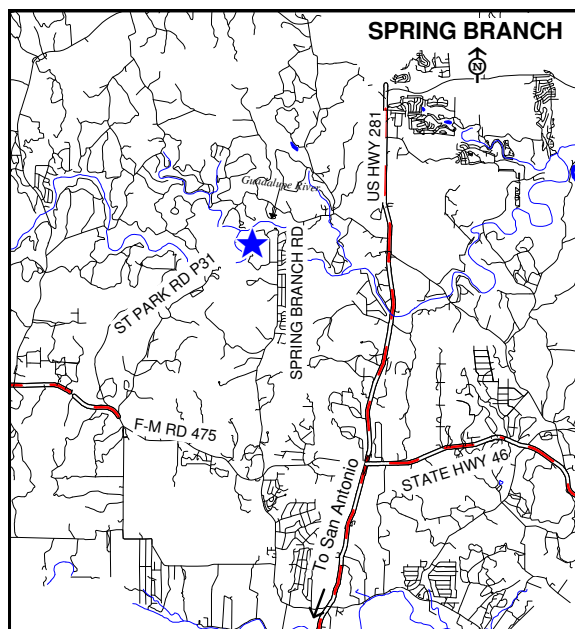 SPRING BRANCH
N
US HWY 281
Guadalupe River
ST PARK RD P31
SPRING BRANCH RD
F-M RD 475
STATE HWY 46
To San Antonio